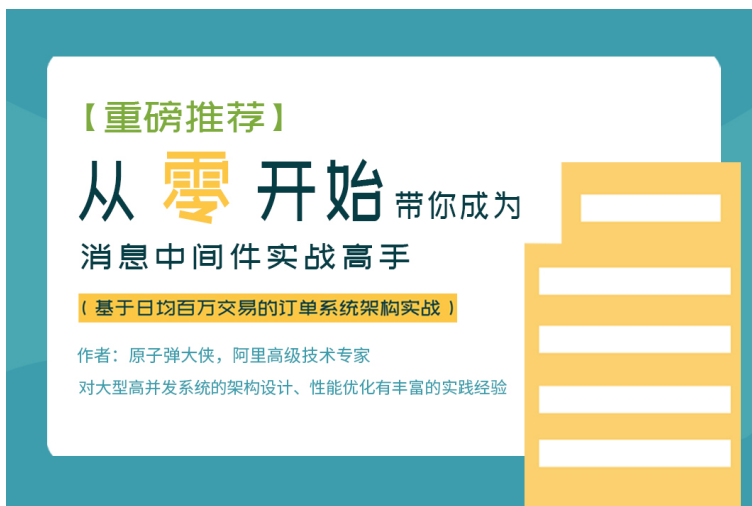 【重磅推荐】
从零开始带你成为
消息中间件实战高手
(基于日均百万交易的订单系统架构实战)
作者：原子弹大侠，阿里高级技术专家
对大型高并发系统的架构设计、性能优化有丰富的实践经验